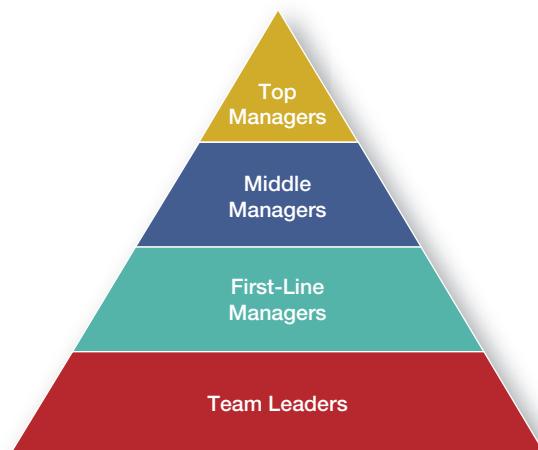 Top
Managers
Middle
Managers
First-Line
Managers
Team Leaders